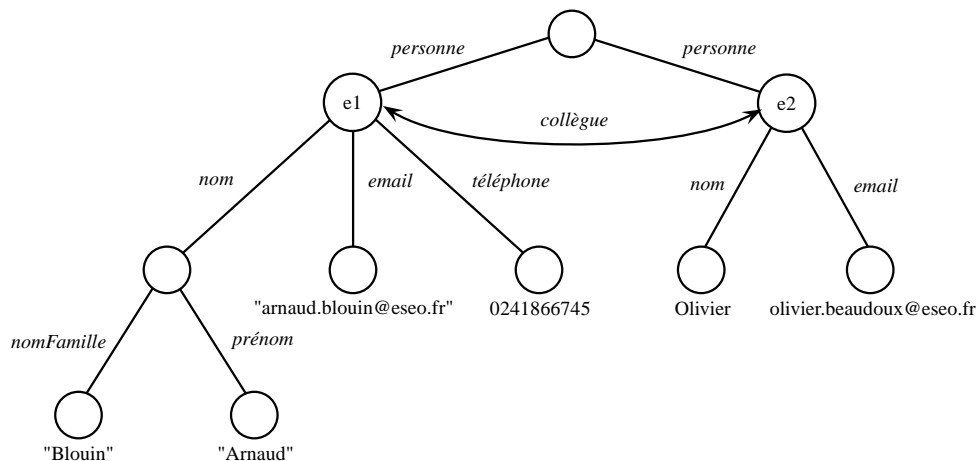 personne
personne
e1
e2
collègue
nom
email
téléphone
nom
email
"arnaud.blouin@eseo.fr"
0241866745
Olivier
olivier.beaudoux@eseo.fr
nomFamille
prénom
"Blouin"
"Arnaud"